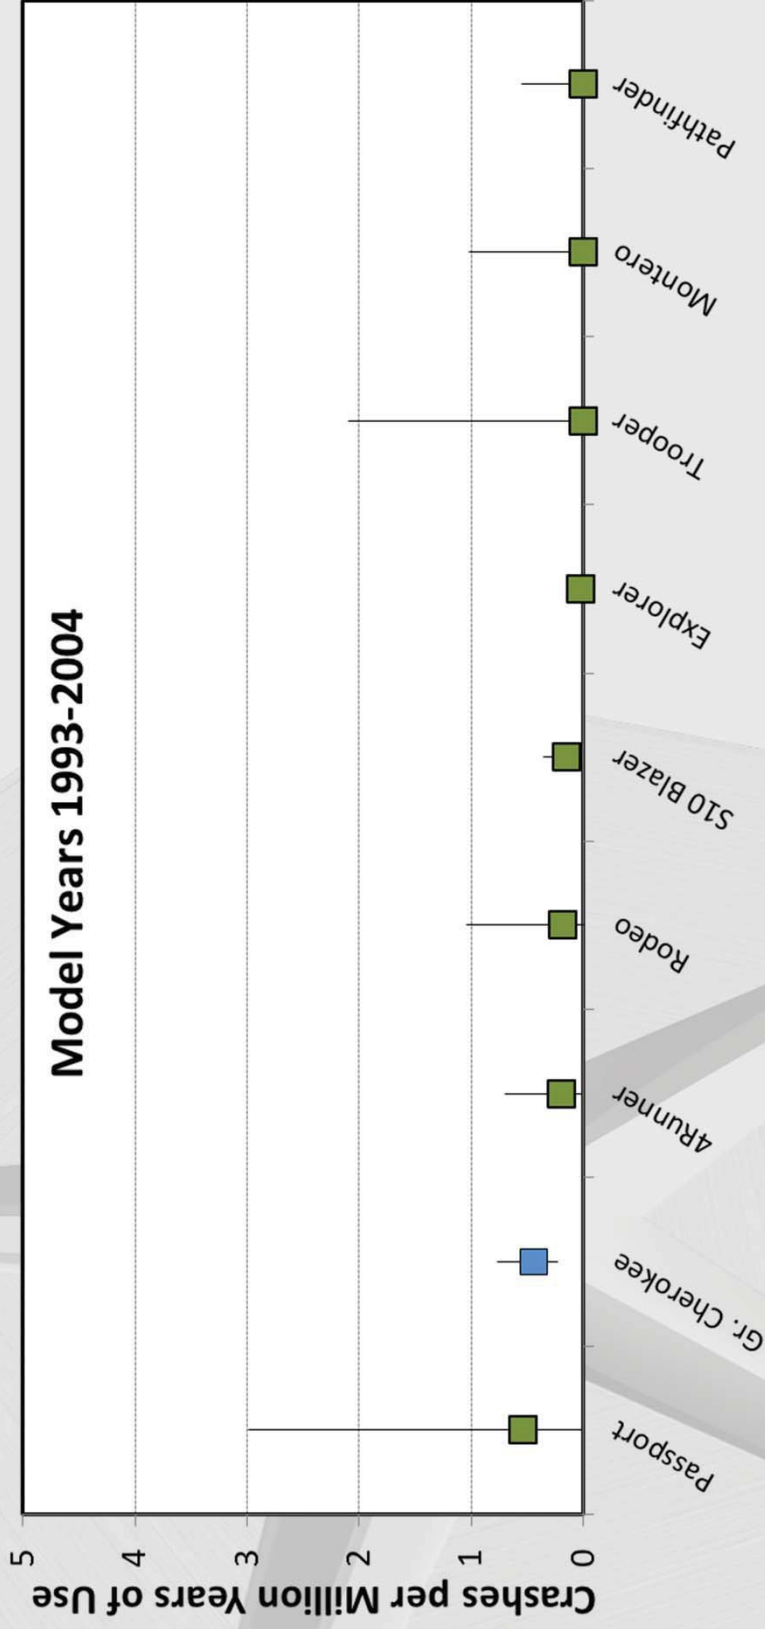 Model Years 1993-2004
Crashes per Million Years of Use
5
4
3
2
1
0
Passport
Gr. Cherokee
4Runner
Rodeo
S10 Blazer
Explorer
Trooper
Montero
Pathfinder